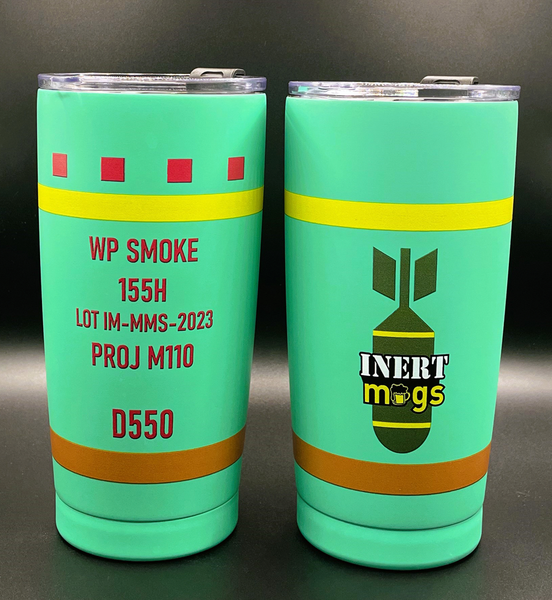 WP SMOKE
155H
LOT IM-MMS-2023
PROJ M110
D550
INERT
mugs